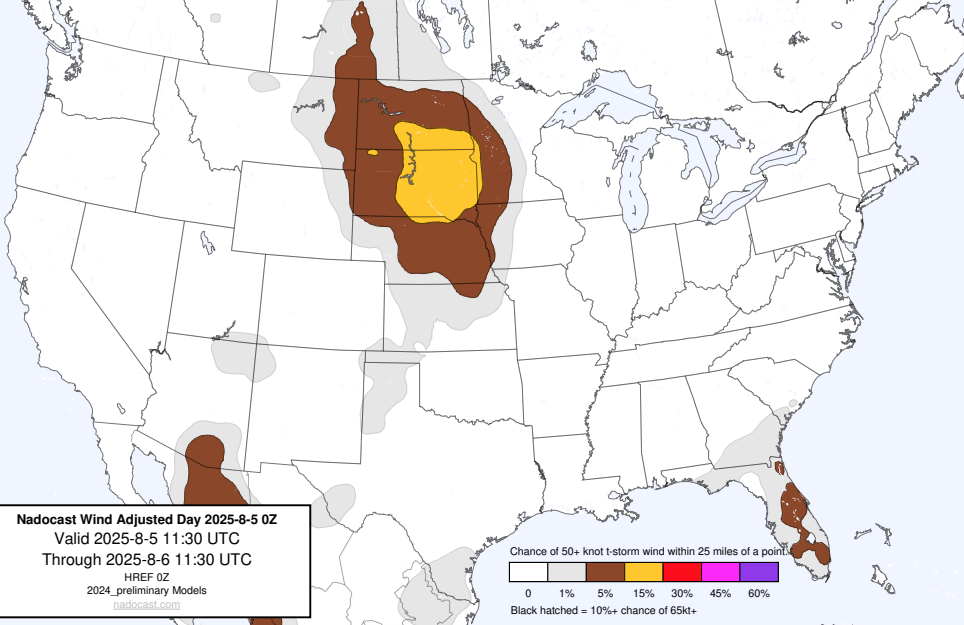 Nadocast Wind Adjusted Day 2025-8-5 0Z
Valid 2025-8-5 11:30 UTC
Through 2025-8-6 11:30 UTC
HREF 0Z
2024_preliminary Models
nadocast.com
Chance of 50+ knot t-storm wind within 25 miles of a point.
0 1% 5% 15% 30% 45% 60%
Black hatched = 10%+ chance of 65kt+